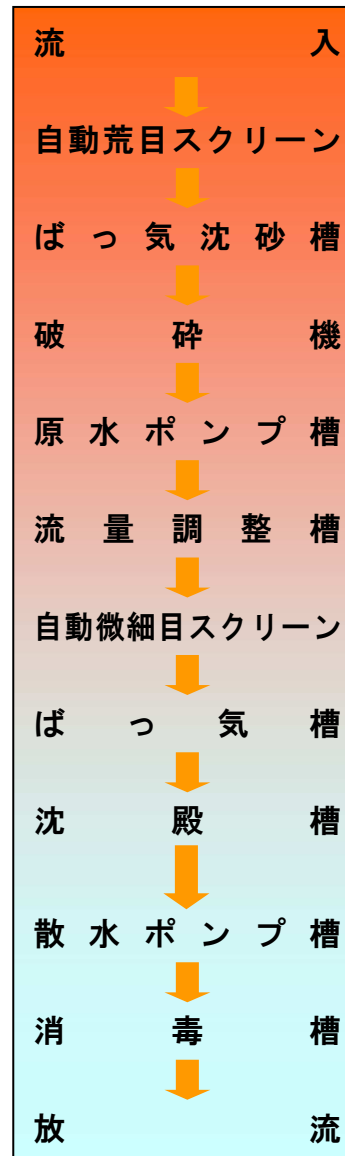 流入
自動荒目スクリーン
ばっ気沈砂槽
破砕機
原水ポンプ槽
流量調整槽
自動微細目スクリーン
ばっ気槽
沈殿槽
散水ポンプ槽
消毒槽
放流